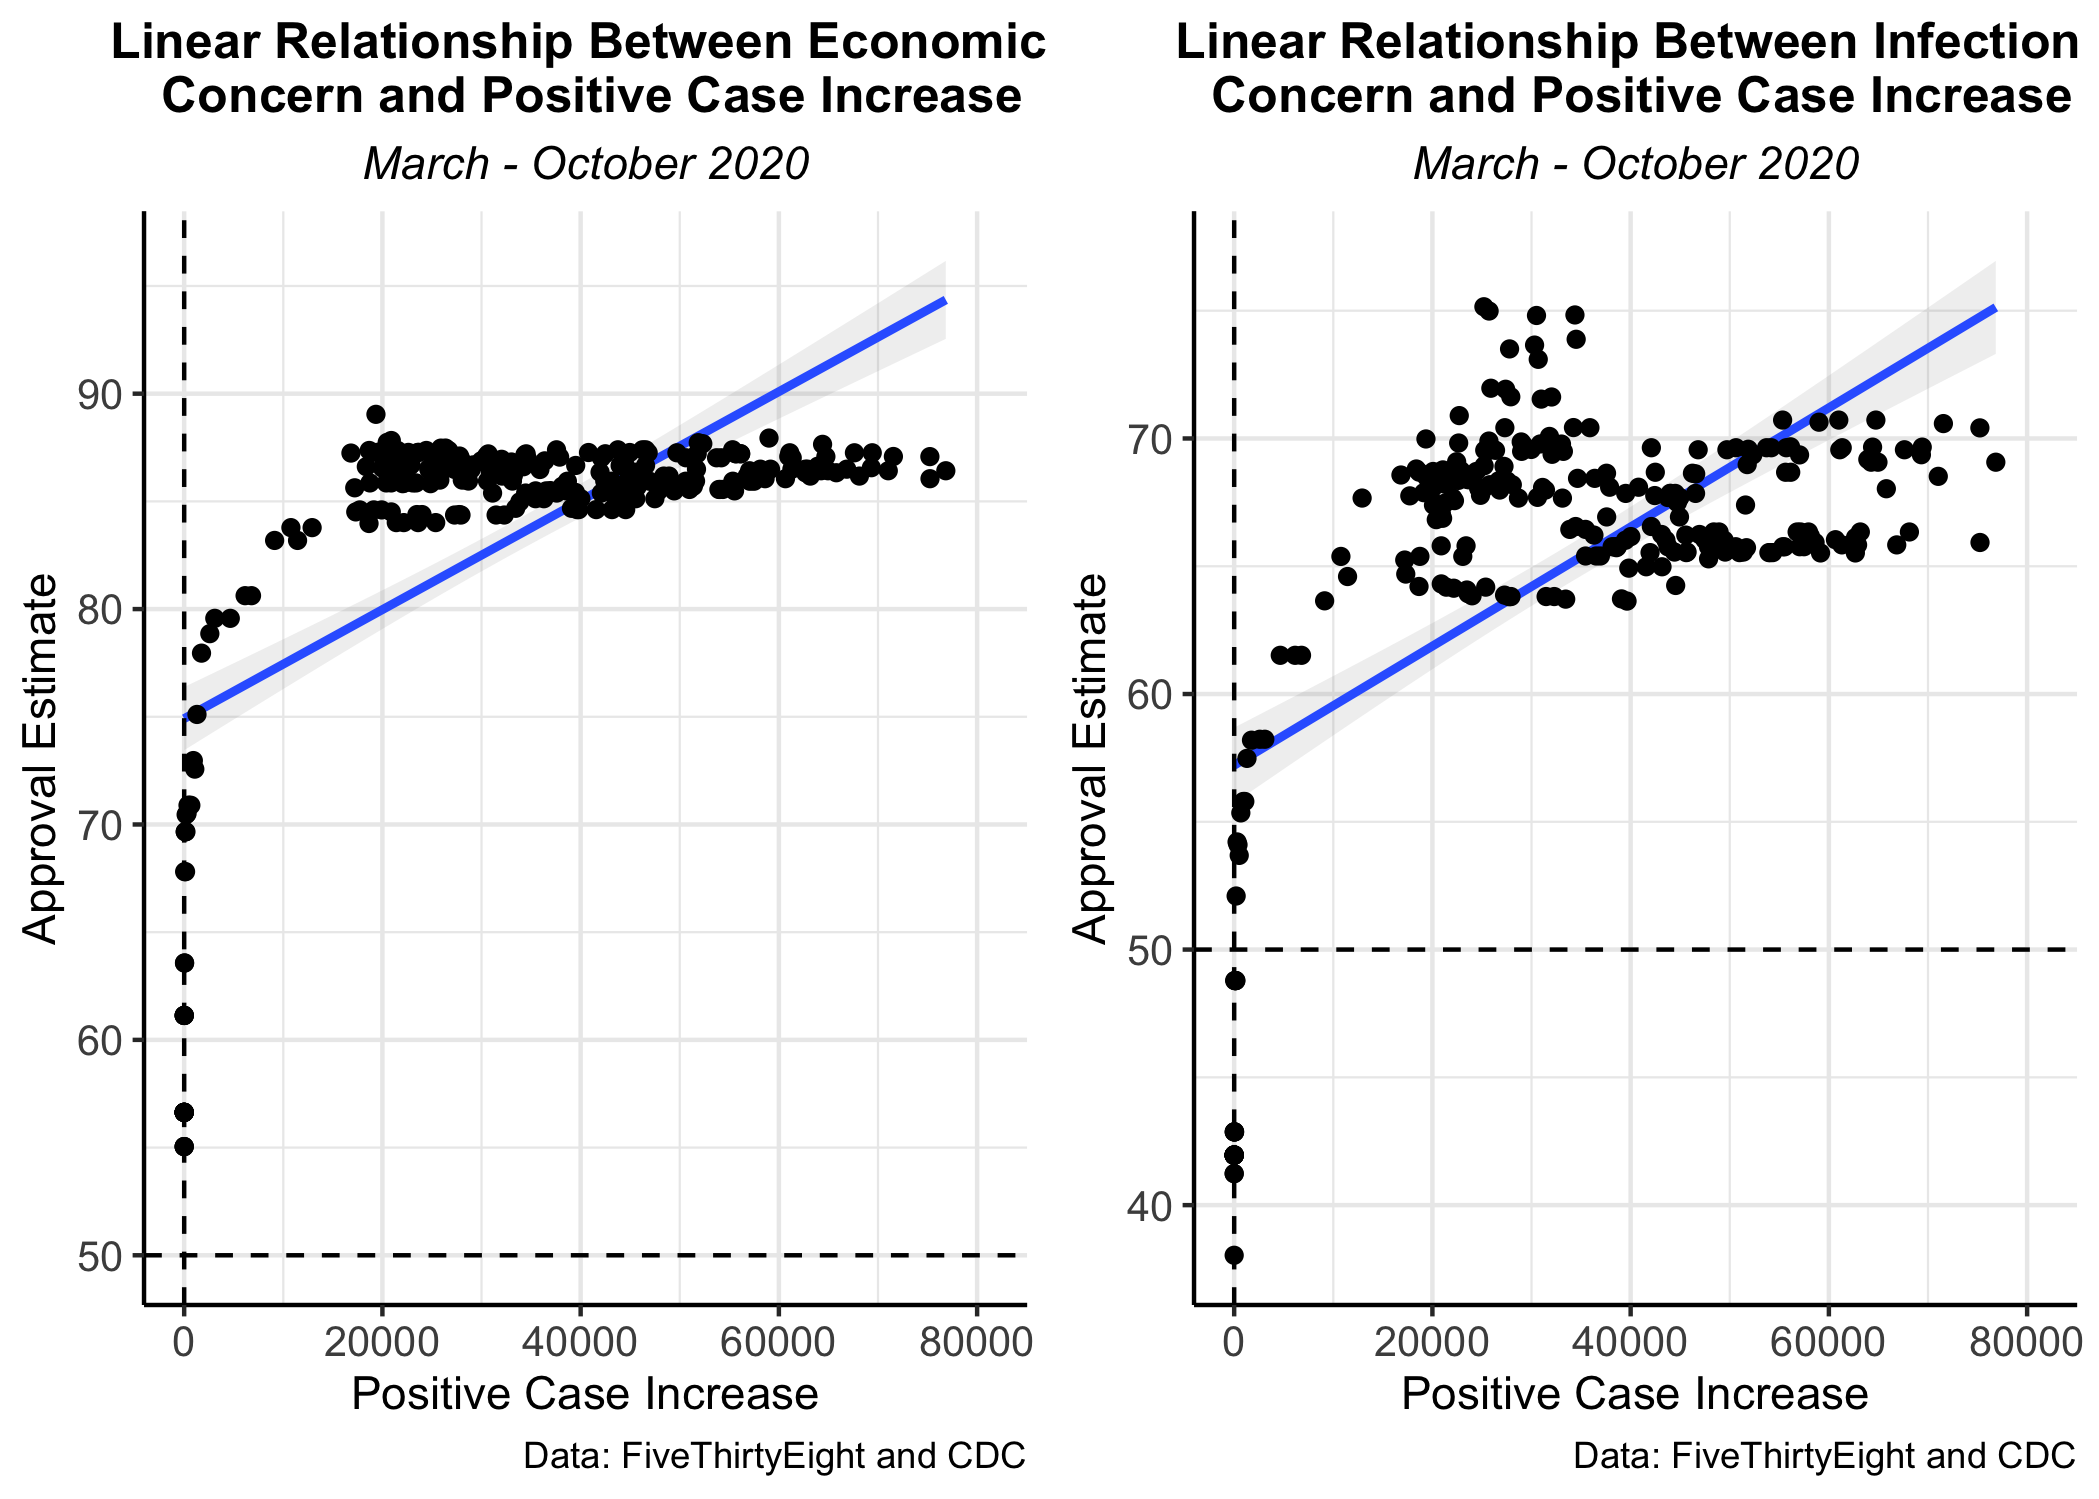 Linear Relationship Between Economic
Concern and Positive Case Increase
March - October 2020
Approval Estimate
90
80
70
60
50
0 20000 40000 60000 80000
Positive Case Increase
Data: FiveThirtyEight and CDC
Linear Relationship Between Infection
Concern and Positive Case Increase
March - October 2020
Approval Estimate
70
60
50
40
0 20000 40000 60000 80000
Positive Case Increase
Data: FiveThirtyEight and CDC